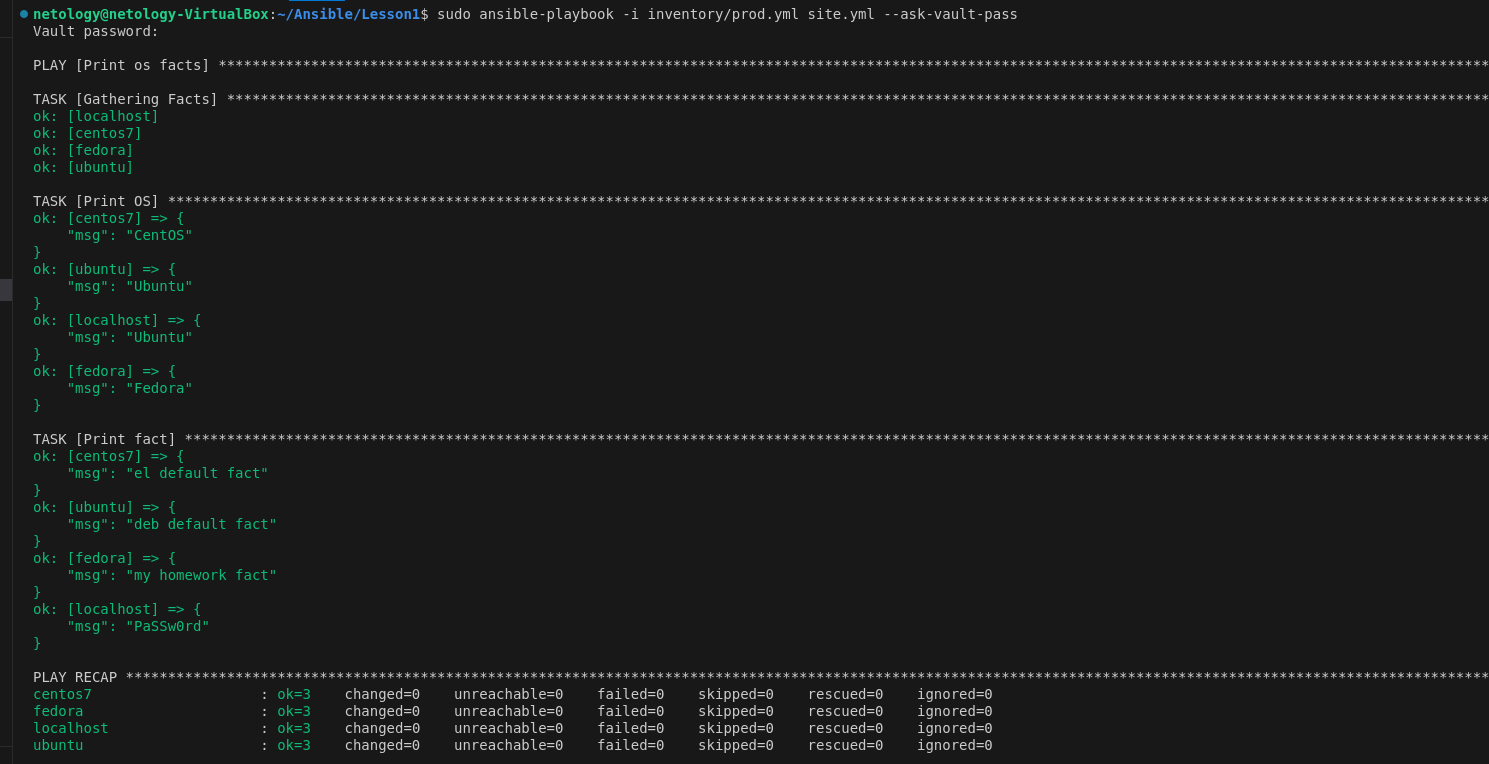 netology@netology-VirtualBox:~/Ansible/Lesson1$ sudo ansible-playbook -i inventory/prod.yml site.yml --ask-vault-pass
Vault password:

PLAY [Print os facts] *******************************************************************************************************************************************************

TASK [Gathering Facts] ******************************************************************************************************************************************************
ok: [localhost]
ok: [centos7]
ok: [fedora]
ok: [ubuntu]

TASK [Print OS] *************************************************************************************************************************************************************
ok: [centos7] => {
    "msg": "CentOS"
}
ok: [ubuntu] => {
    "msg": "Ubuntu"
}
ok: [localhost] => {
    "msg": "Ubuntu"
}
ok: [fedora] => {
    "msg": "Fedora"
}

TASK [Print fact] ***********************************************************************************************************************************************************
ok: [centos7] => {
    "msg": "el default fact"
}
ok: [ubuntu] => {
    "msg": "deb default fact"
}
ok: [fedora] => {
    "msg": "my homework fact"
}
ok: [localhost] => {
    "msg": "PaSSw0rd"
}

PLAY RECAP ******************************************************************************************************************************************************************
centos7                    : ok=3    changed=0    unreachable=0    failed=0    skipped=0    rescued=0    ignored=0
fedora                     : ok=3    changed=0    unreachable=0    failed=0    skipped=0    rescued=0    ignored=0
localhost                  : ok=3    changed=0    unreachable=0    failed=0    skipped=0    rescued=0    ignored=0
ubuntu                     : ok=3    changed=0    unreachable=0    failed=0    skipped=0    rescued=0    ignored=0